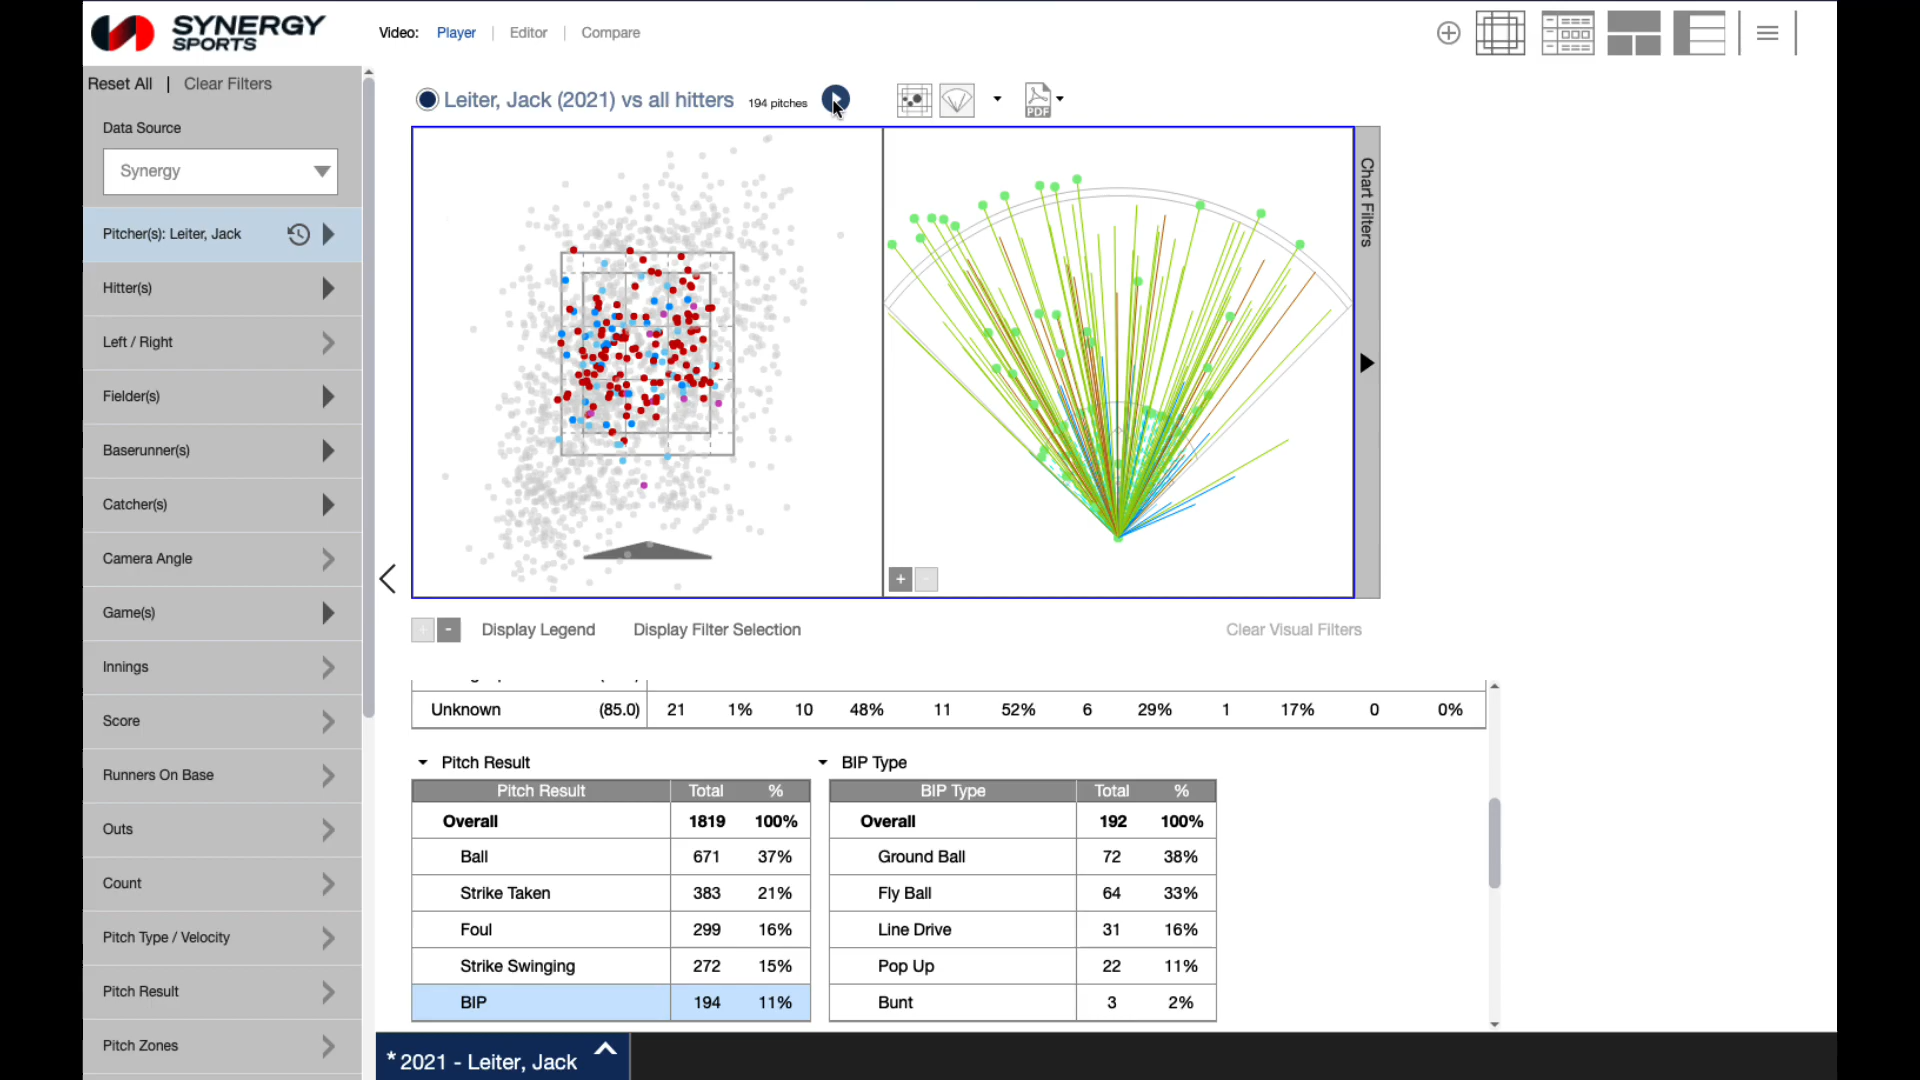 SYNERGY
SPORTS
Video: Player | Editor | Compare
Reset All | Clear Filters
Data Source
Synergy
Pitcher(s): Leiter, Jack
Hitter(s)
Left / Right
Fielder(s)
Baserunner(s)
Catcher(s)
Camera Angle
Game(s)
Innings
Score
Runners On Base
Outs
Count
Pitch Type / Velocity
Pitch Result
Pitch Zones
Leiter, Jack (2021) vs all hitters 194 pitches
PDF
Chart Filters
+ -
+ - Display Legend Display Filter Selection Clear Visual Filters
Unknown (85.0) 21 1% 10 48% 11 52% 6 29% 1 17% 0 0%
Pitch Result
Pitch Result Total %
Overall 1819 100%
Ball 671 37%
Strike Taken 383 21%
Foul 299 16%
Strike Swinging 272 15%
BIP 194 11%
BIP Type
BIP Type Total %
Overall 192 100%
Ground Ball 72 38%
Fly Ball 64 33%
Line Drive 31 16%
Pop Up 22 11%
Bunt 3 2%
* 2021 - Leiter, Jack